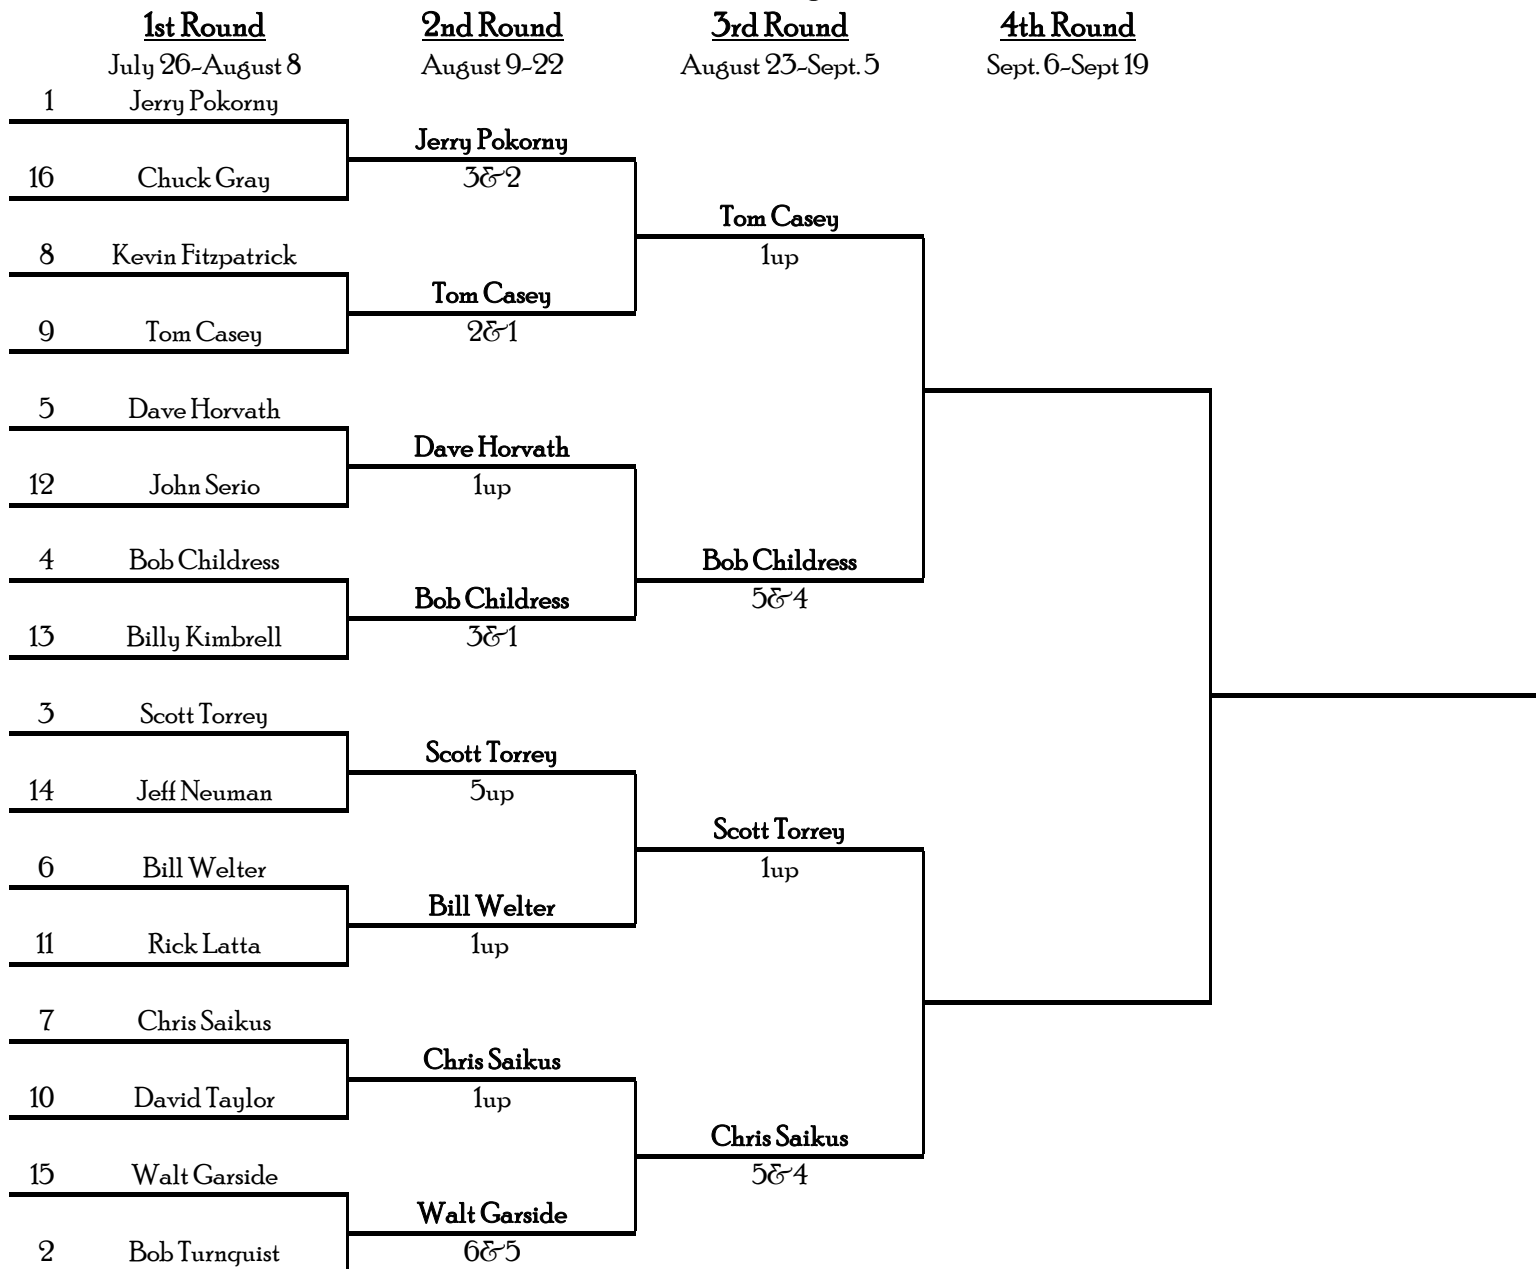 1st Round 2nd Round 3rd Round 4th Round
July 26-August 8 August 9-22 August 23-Sept. 5 Sept. 6-Sept 19
1 Jerry Pokorny
Jerry Pokorny
16 Chuck Gray 3&2
Tom Casey
8 Kevin Fitzpatrick 1up
Tom Casey
9 Tom Casey 2&1
5 Dave Horvath
Dave Horvath
12 John Serio 1up
4 Bob Childress Bob Childress
Bob Childress 5&4
13 Billy Kimbrell 3&1
3 Scott Torrey
Scott Torrey
14 Jeff Neuman 5up
Scott Torrey
6 Bill Welter 1up
Bill Welter
11 Rick Latta 1up
7 Chris Saikus
Chris Saikus
10 David Taylor 1up
Chris Saikus
15 Walt Garside 5&4
Walt Garside
2 Bob Turnquist 6&5